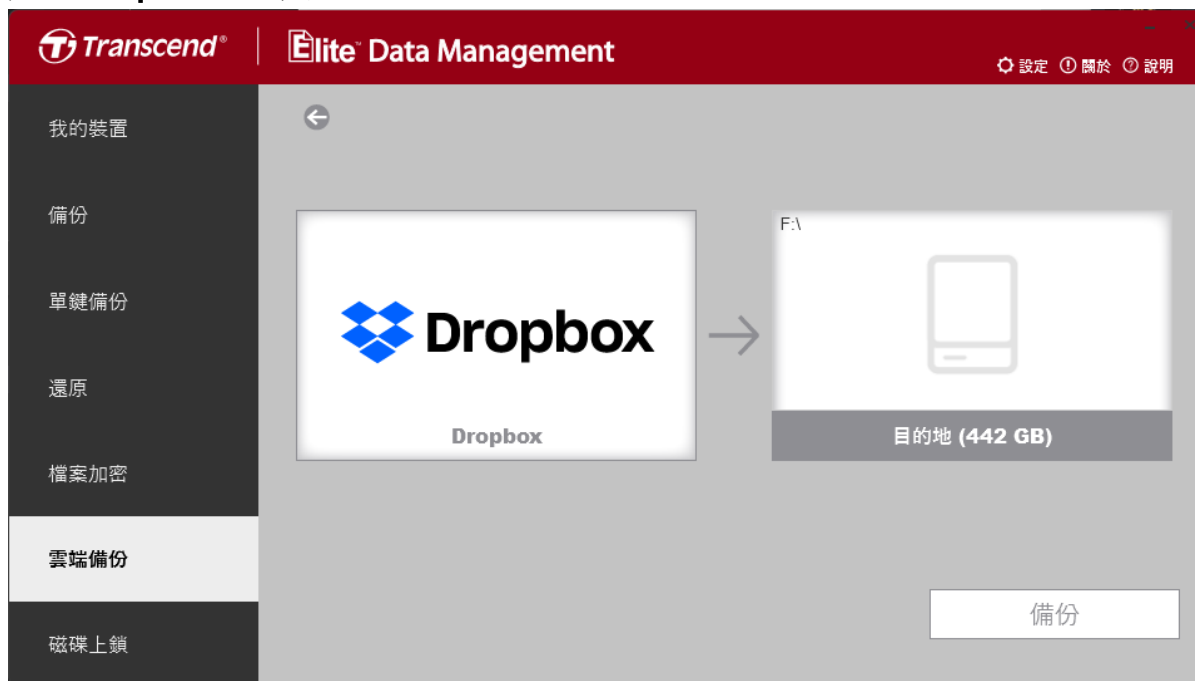 Transcend®
Elite™ Data Management
設定 關於 說明
我的裝置
備份
單鍵備份
還原
檔案加密
雲端備份
磁碟上鎖
Dropbox
Dropbox
F:\
目的地 (442 GB)
備份